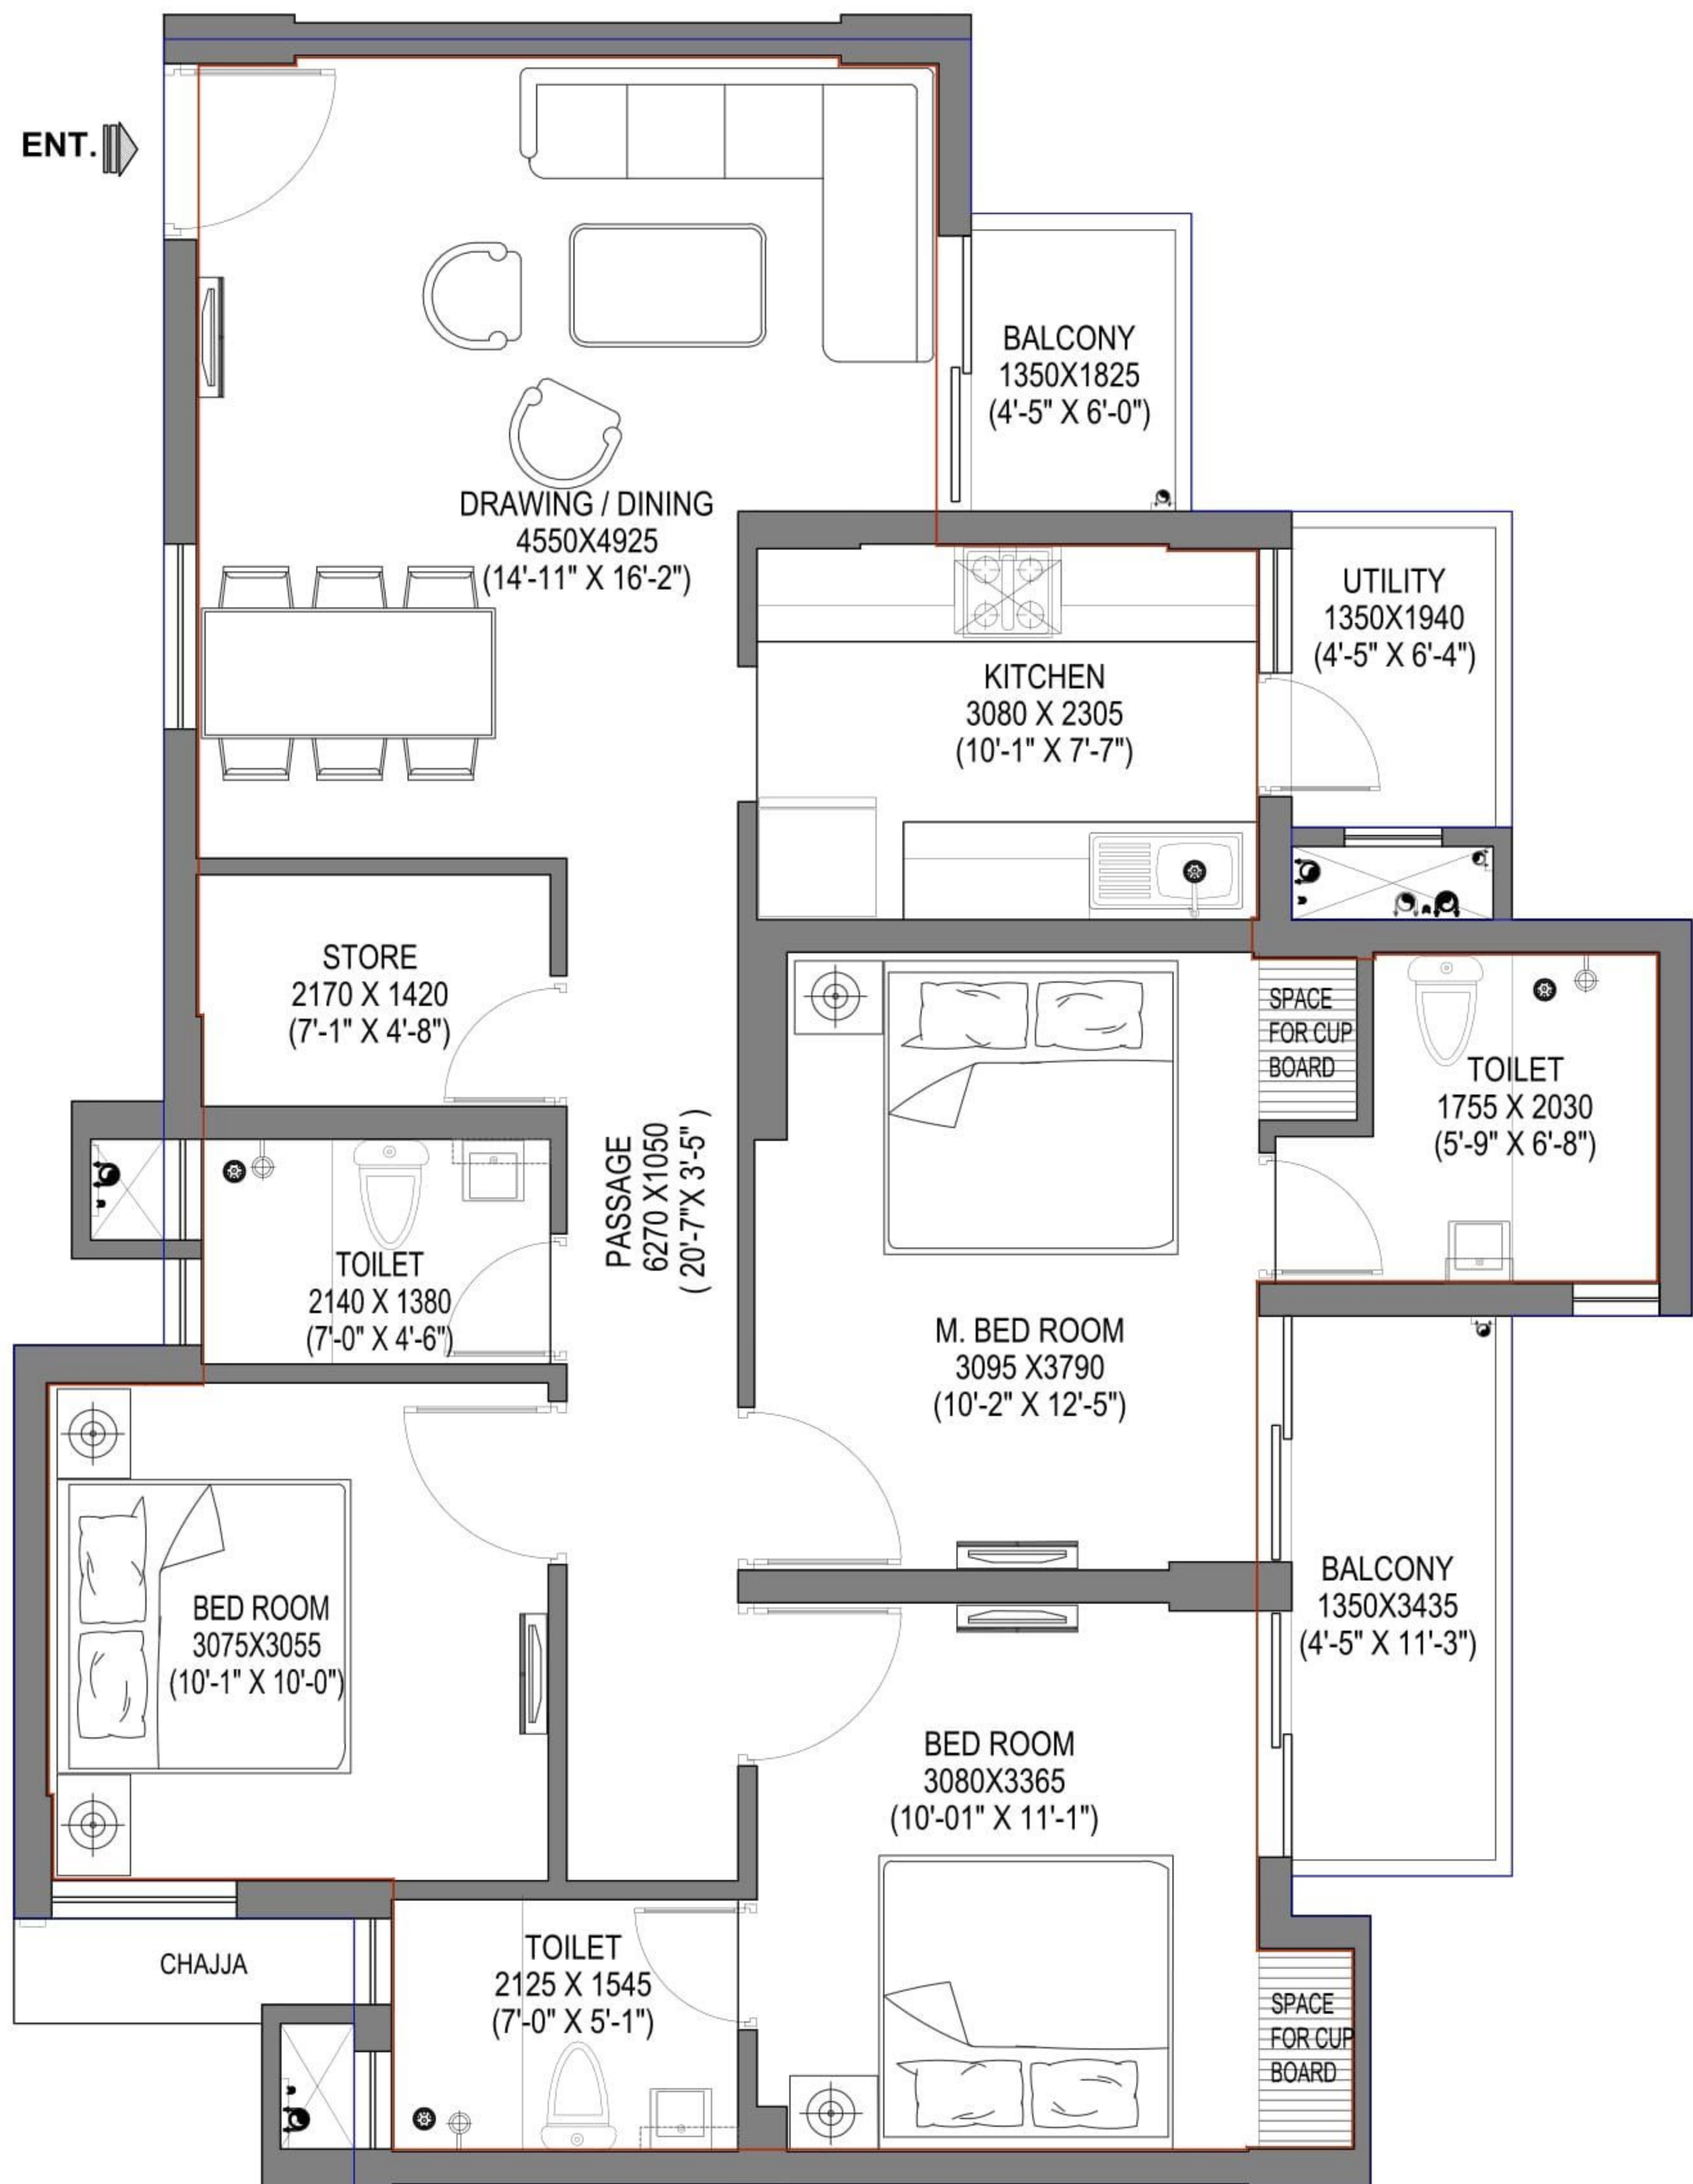 ENT.
BALCONY
1350X1825
(4'-5" X 6'-0")
DRAWING / DINING
4550X4925
(14'-11" X 16'-2")
UTILITY
1350X1940
(4'-5" X 6'-4")
KITCHEN
3080 X 2305
(10'-1" X 7'-7")
STORE
2170 X 1420
(7'-1" X 4'-8")
SPACE
FOR CUP
BOARD
TOILET
1755 X 2030
(5'-9" X 6'-8")
PASSAGE
6270 X1050
( 20'-7"X 3'-5" )
TOILET
2140 X 1380
(7'-0" X 4'-6")
M. BED ROOM
3095 X3790
(10'-2" X 12'-5")
BED ROOM
3075X3055
(10'-1" X 10'-0")
BALCONY
1350X3435
(4'-5" X 11'-3")
BED ROOM
3080X3365
(10'-01" X 11'-1")
CHAJJA
TOILET
2125 X 1545
(7'-0" X 5'-1")
SPACE
FOR CUP
BOARD